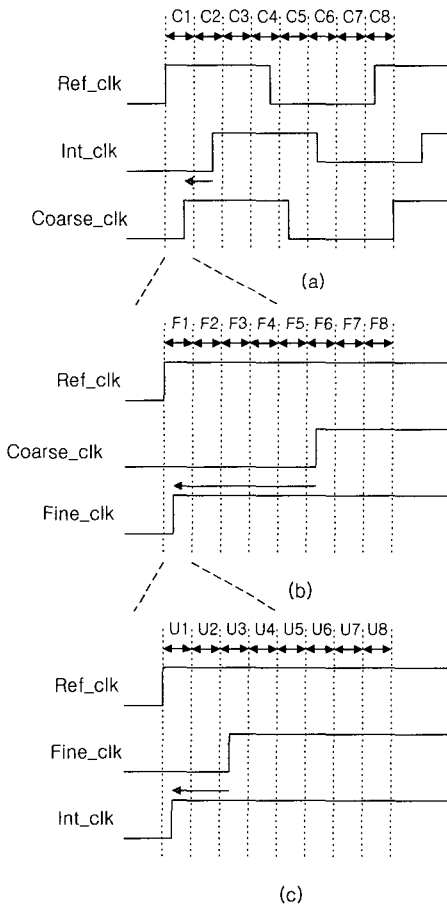 C1 C2 C3 C4 C5 C6 C7 C8
Ref_clk
Int_clk
Coarse_clk
(a)
F1 F2 F3 F4 F5 F6 F7 F8
Ref_clk
Coarse_clk
Fine_clk
(b)
U1 U2 U3 U4 U5 U6 U7 U8
Ref_clk
Fine_clk
Int_clk
(c)